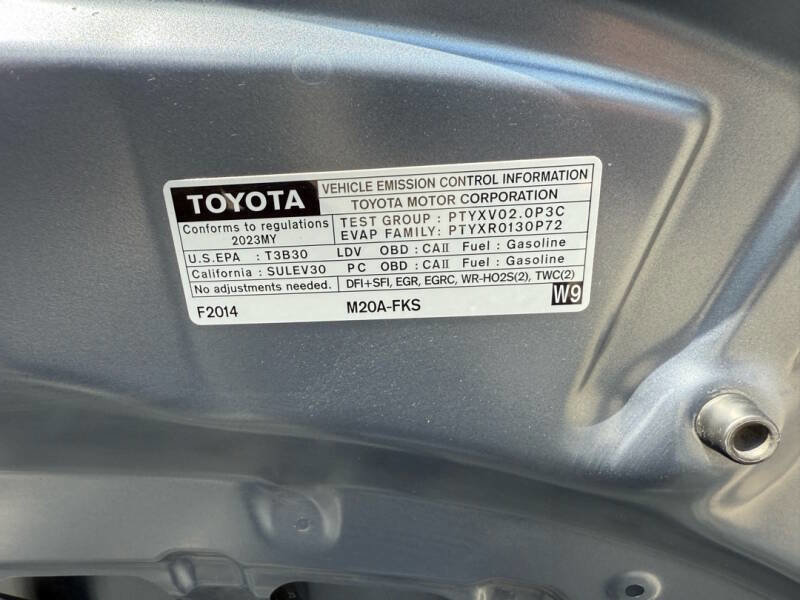 TOYOTA
VEHICLE EMISSION CONTROL INFORMATION
TOYOTA MOTOR CORPORATION
Conforms to regulations
2023MY
TEST GROUP : PTYXV02.0P3C
EVAP FAMILY: PTYXR0130P72
U.S.EPA : T3B30 LDV OBD : CAII Fuel : Gasoline
California : SULEV30 PC OBD : CAII Fuel : Gasoline
No adjustments needed. DFI+SFI, EGR, EGRC, WR-HO2S(2), TWC(2)
F2014 M20A-FKS W9